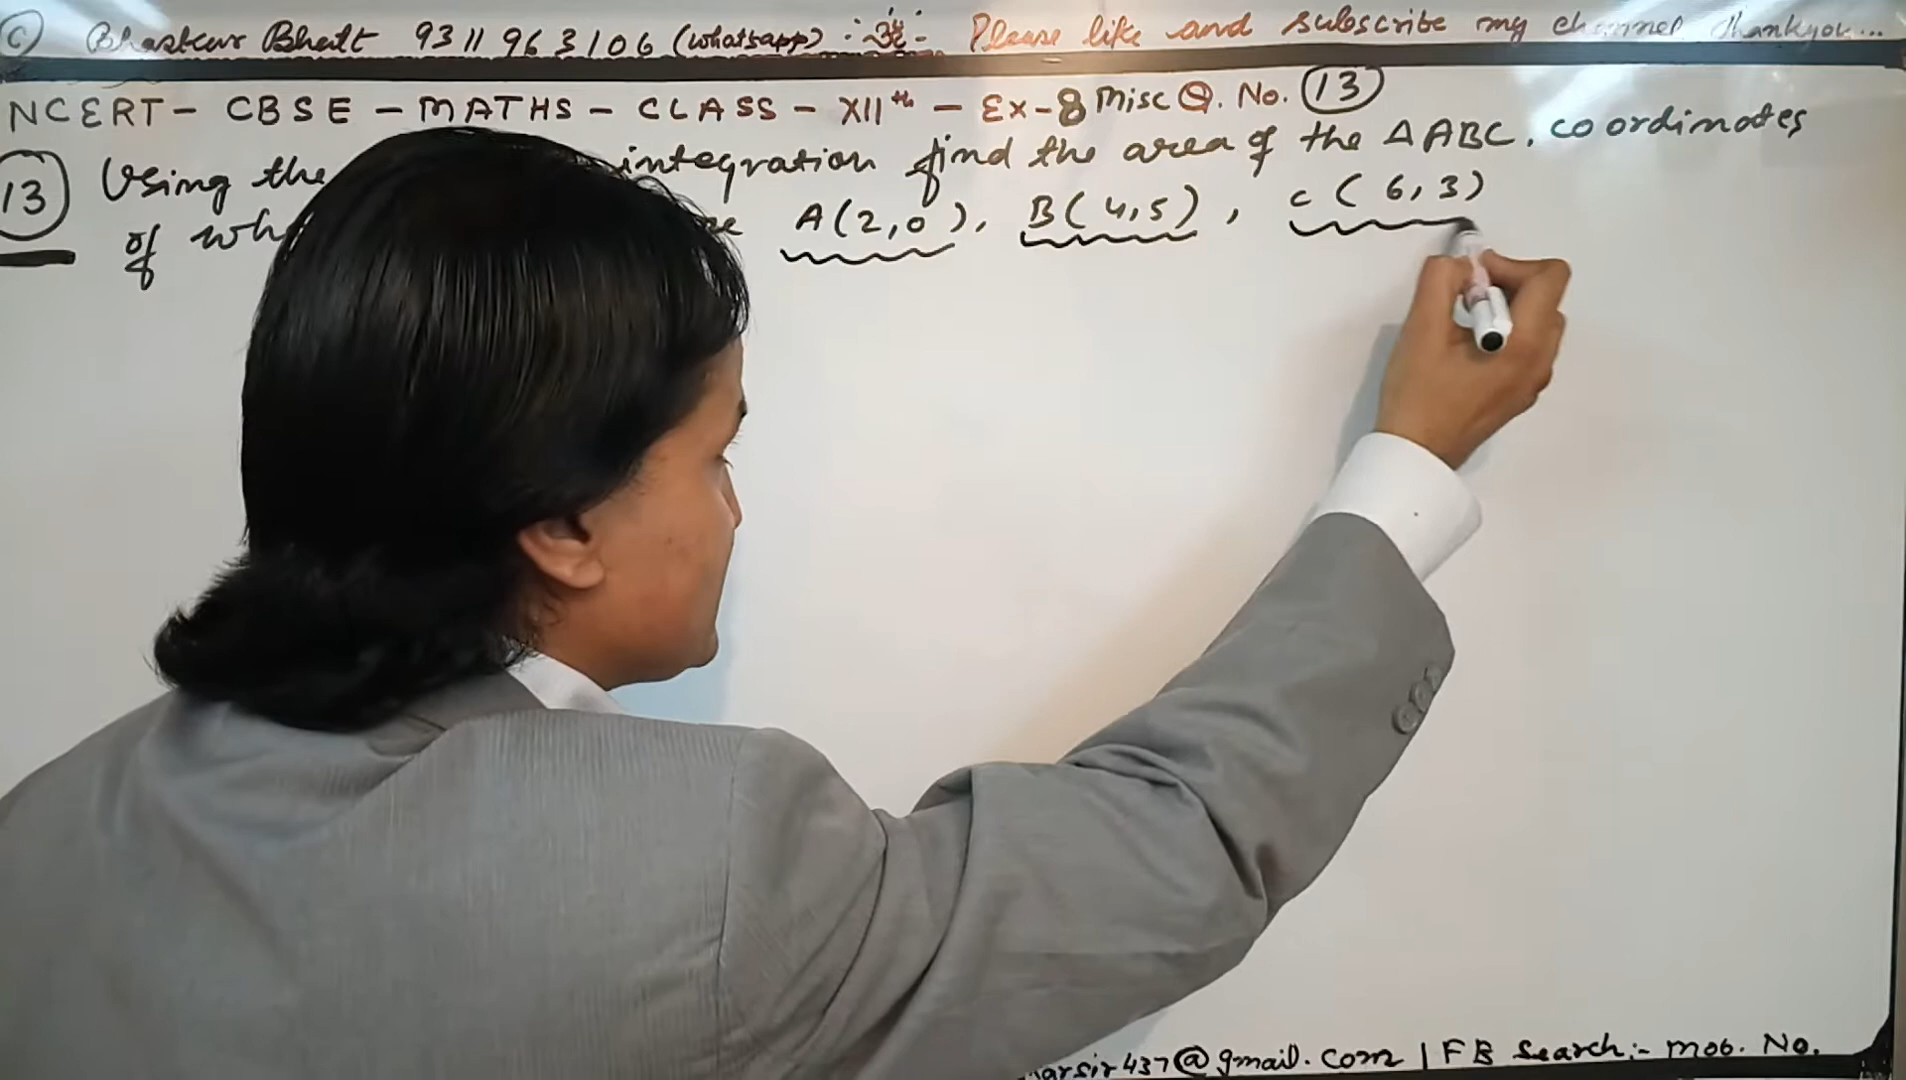 (C) Bhaskar Bhatt 9311963106 (whatsapp) :- ॐ :- Please like and subscribe my channel thankyou...
NCERT - CBSE - MATHS - CLASS - XIIth - Ex-8 Misc Q. No. 13
13 Using the integration find the area of the △ABC. coordinates
of A(2,0), B(4,5), C(6,3)
arsir437@gmail.com | FB Search:- Mob. No.